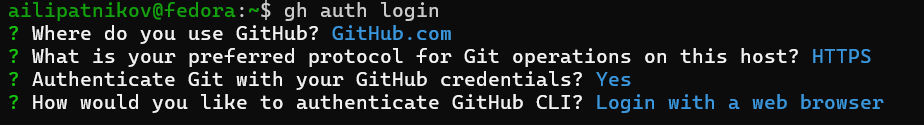 ailipatnikov@fedora:~$ gh auth login
? Where do you use GitHub? GitHub.com
? What is your preferred protocol for Git operations on this host? HTTPS
? Authenticate Git with your GitHub credentials? Yes
? How would you like to authenticate GitHub CLI? Login with a web browser